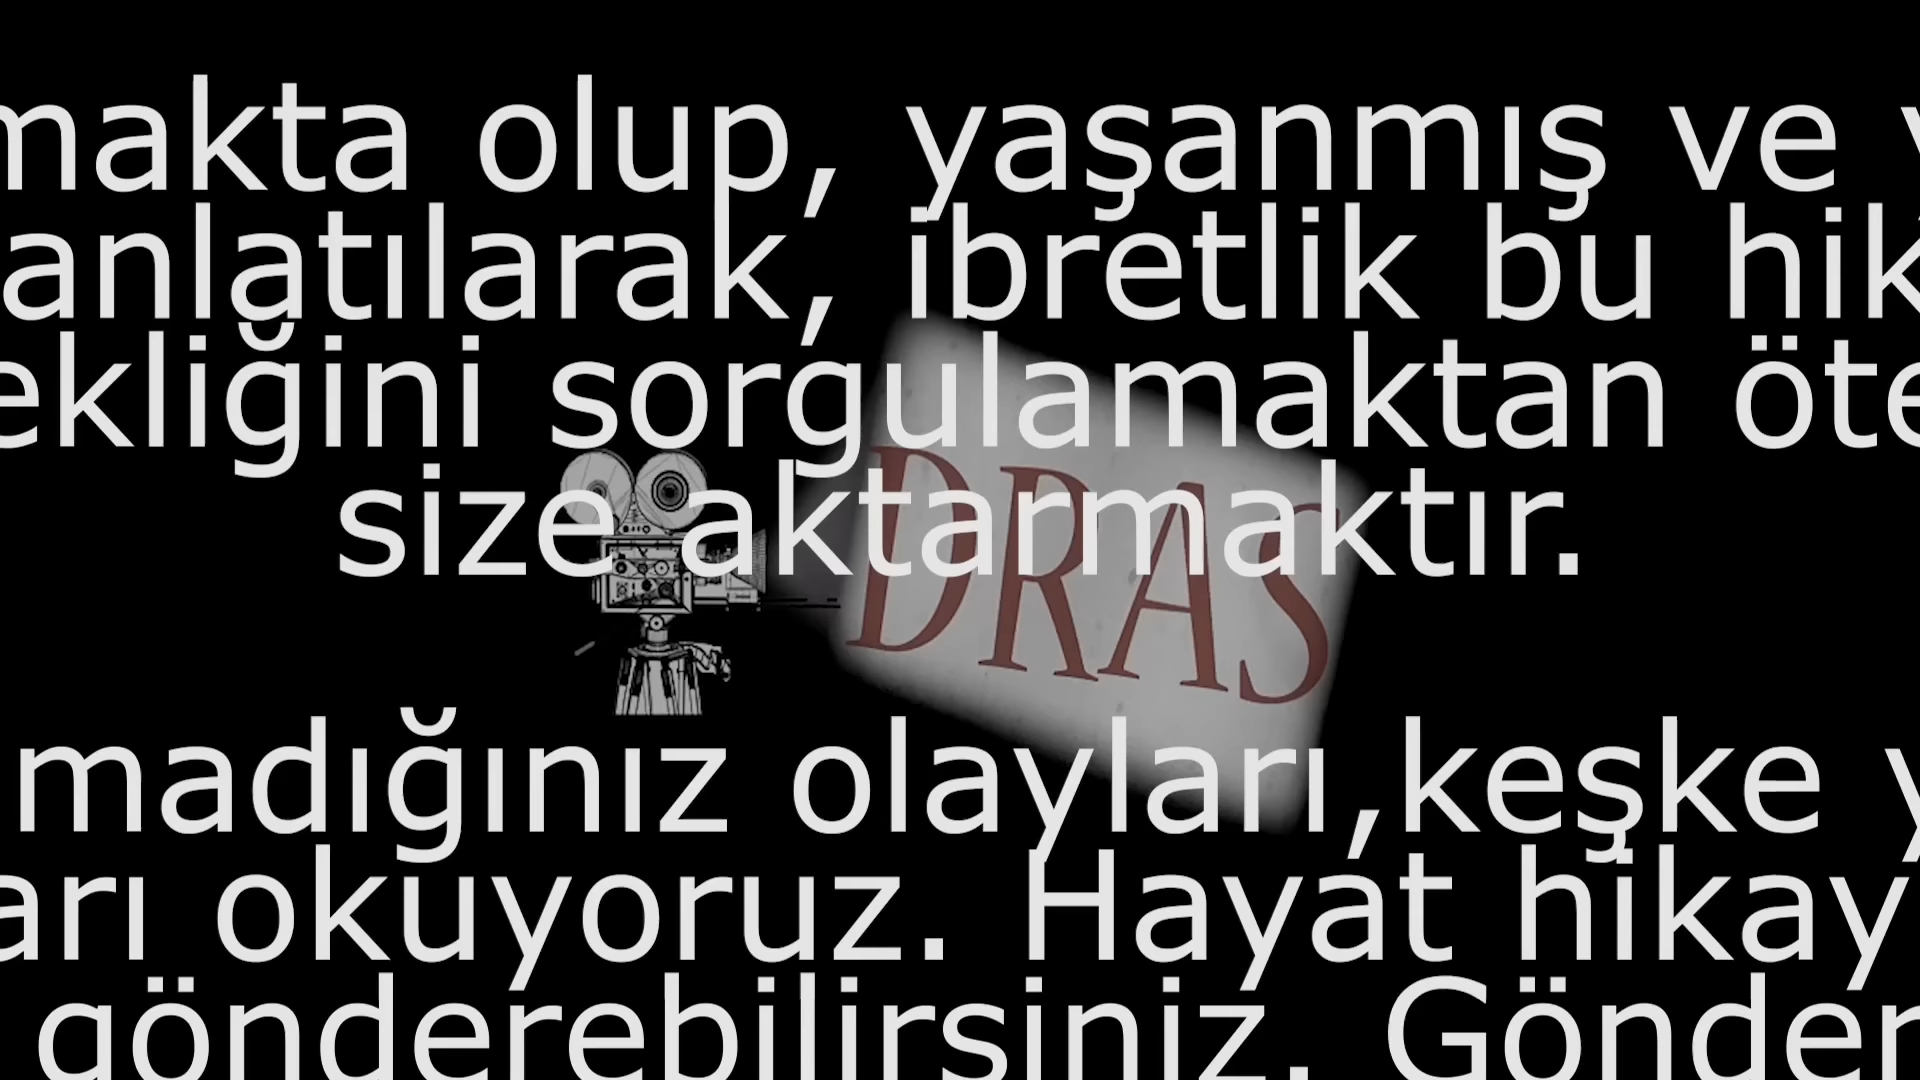 makta olup, yaşanmış ve
anlatılarak, ibretlik bu hik
ekliğini sorgulamaktan öte
size aktarmaktır.
DRAS
madığınız olayları,keşke y
arı okuyoruz. Hayat hikay
gönderebilirsiniz. Gönder